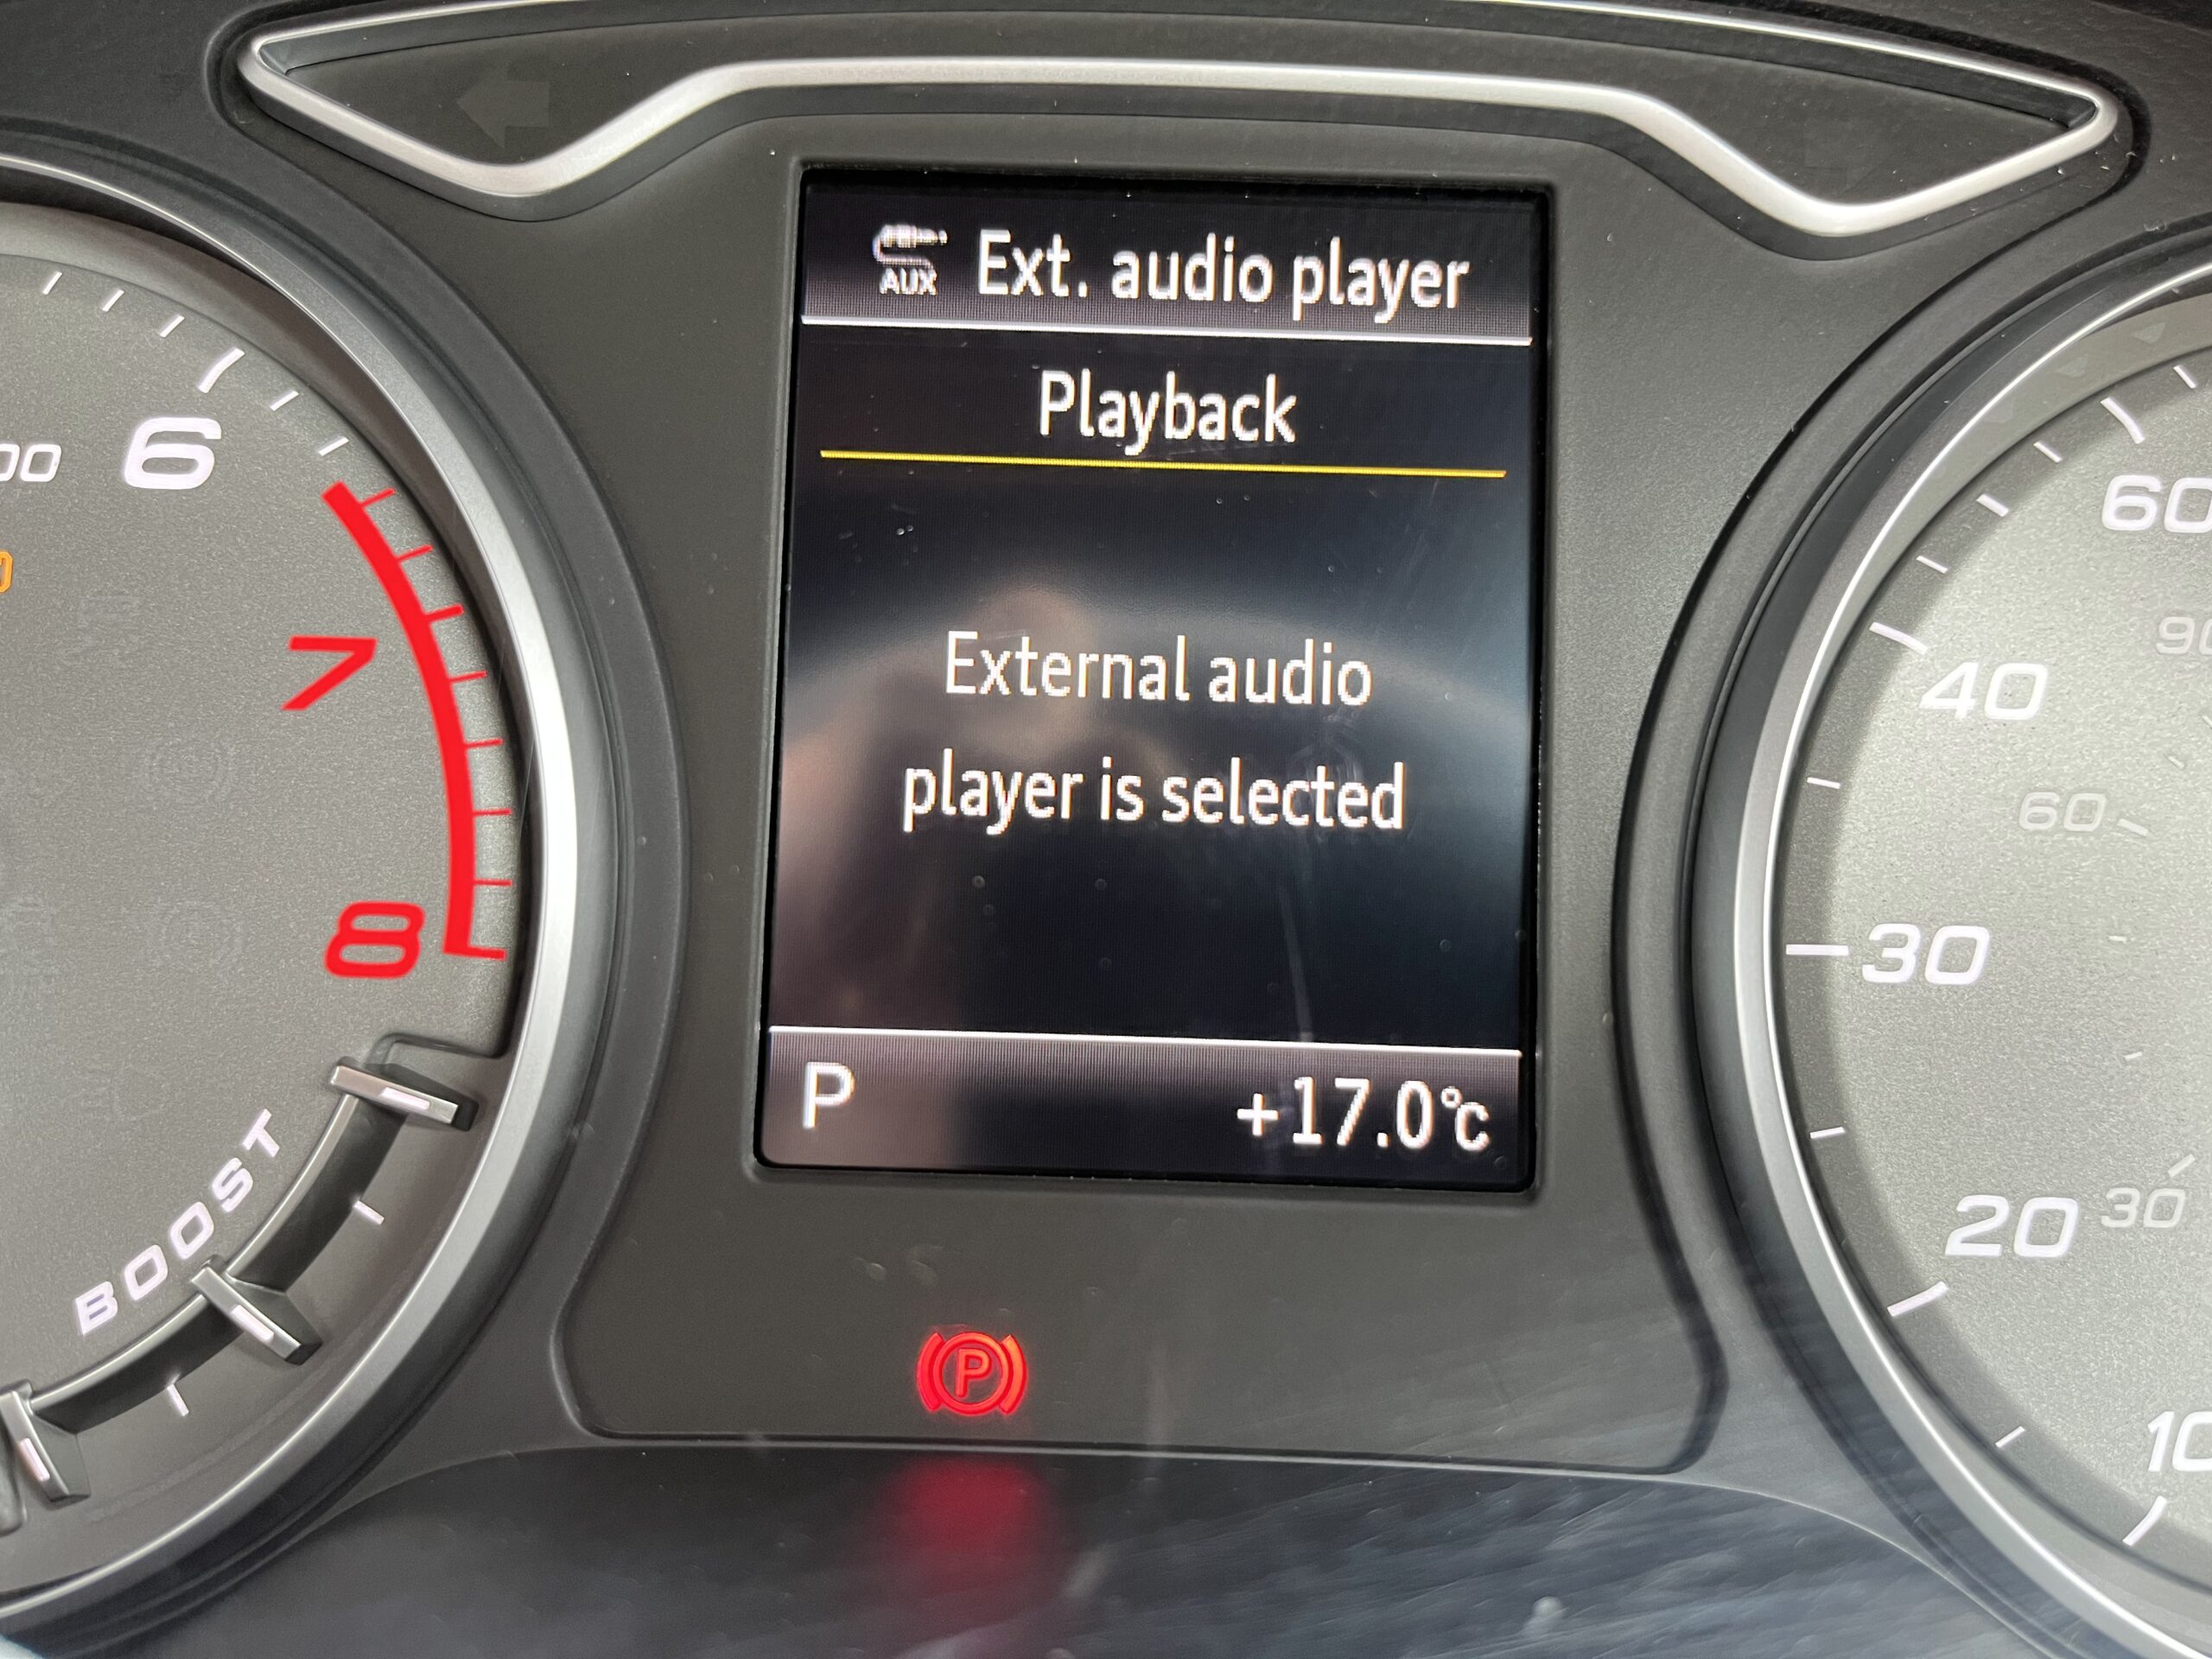 AUX Ext. audio player
Playback
External audio
player is selected
P +17.0°C
P
6
7
8
BOOST
60
40
60
30
20 30
10